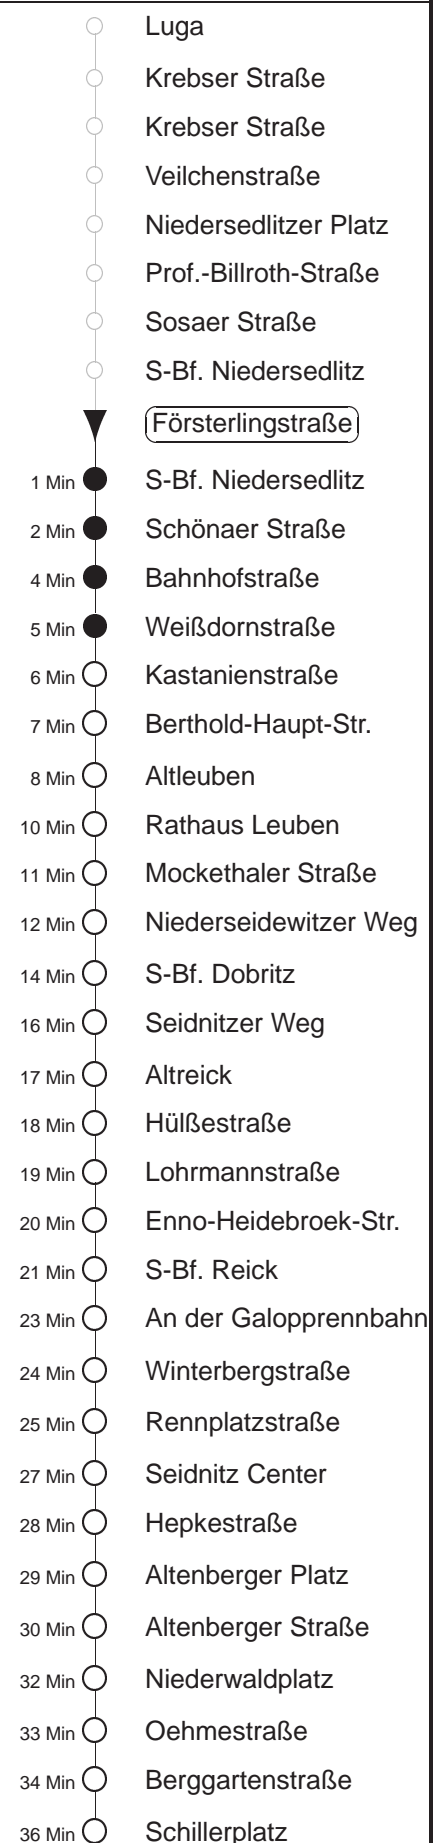 Luga
Krebser Straße
Krebser Straße
Veilchenstraße
Niedersedlitzer Platz
Prof.-Billroth-Straße
Sosaer Straße
S-Bf. Niedersedlitz
Försterlingstraße
1 Min S-Bf. Niedersedlitz
2 Min Schönaer Straße
4 Min Bahnhofstraße
5 Min Weißdornstraße
6 Min Kastanienstraße
7 Min Berthold-Haupt-Str.
8 Min Altleuben
10 Min Rathaus Leuben
11 Min Mockethaler Straße
12 Min Niederseidewitzer Weg
14 Min S-Bf. Dobritz
16 Min Seidnitzer Weg
17 Min Altreick
18 Min Hülßestraße
19 Min Lohrmannstraße
20 Min Enno-Heidebroek-Str.
21 Min S-Bf. Reick
23 Min An der Galopprennbahn
24 Min Winterbergstraße
25 Min Rennplatzstraße
27 Min Seidnitz Center
28 Min Hepkestraße
29 Min Altenberger Platz
30 Min Altenberger Straße
32 Min Niederwaldplatz
33 Min Oehmestraße
34 Min Berggartenstraße
36 Min Schillerplatz